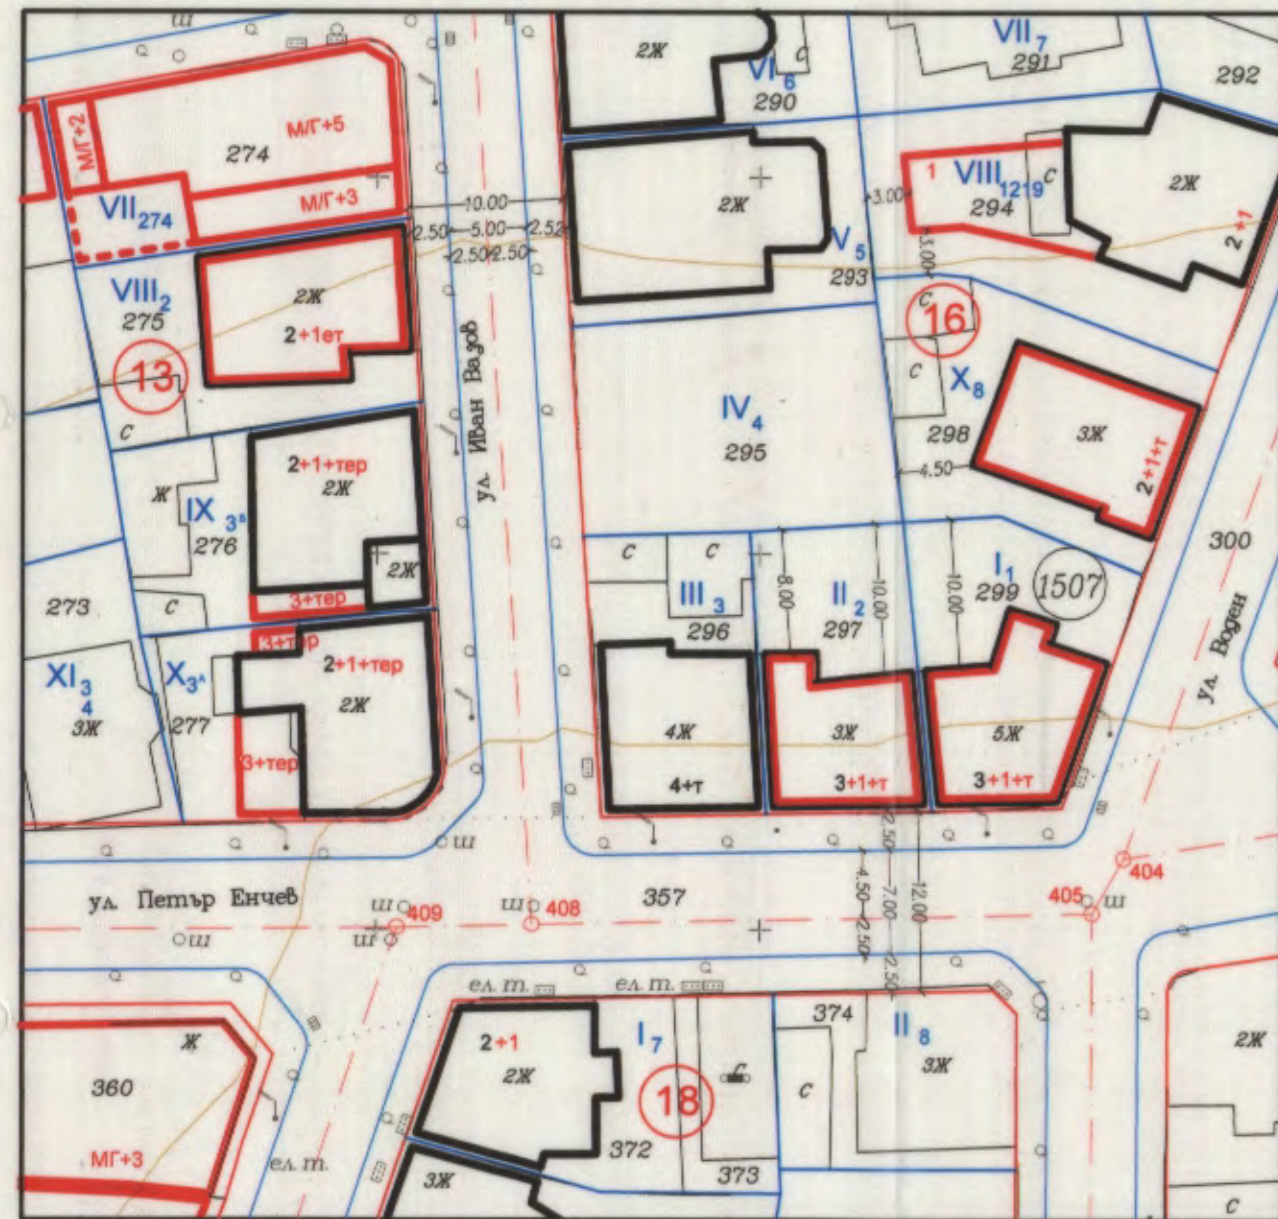 ш
2Ж
VI 6
290
С
VII 7
291
292
М/Г+2
274
М/Г+5
М/Г+3
VII 274
10.00
2.50
5.00
2.52
2.50
2.50
2Ж
V 5
293
3.00
1
VIII 1219
294
С
3.00
2Ж
2+1
VIII 2
275
2Ж
2+1ет
13
С
ул. Иван Вазов
С
16
С
X 8
298
4.50
3Ж
2+1+т
IV 4
295
Ж
IX 3Б
276
2+1+тер
2Ж
2Ж
3+тер
С
273
XI 3
4
3Ж
X 3А
277
3+тер
2+1+тер
2Ж
3+тер
С
С
III 3
296
8.00
II 2
297
10.00
10.00
I 1
299
1507
300
ул. Воден
4Ж
4+т
3Ж
3+1+т
5Ж
3+1+т
ш
2.50
4.50
7.00
12.00
2.50
2.50
404
405
ш
ул. Петър Енчев
ш
409
ш
408
357
ш
ш
ел. т.
ел. т.
Ж
360
МГ+3
ел. т.
2+1
2Ж
I 7
18
372
3Ж
С
373
374
С
II 8
3Ж
2Ж
С